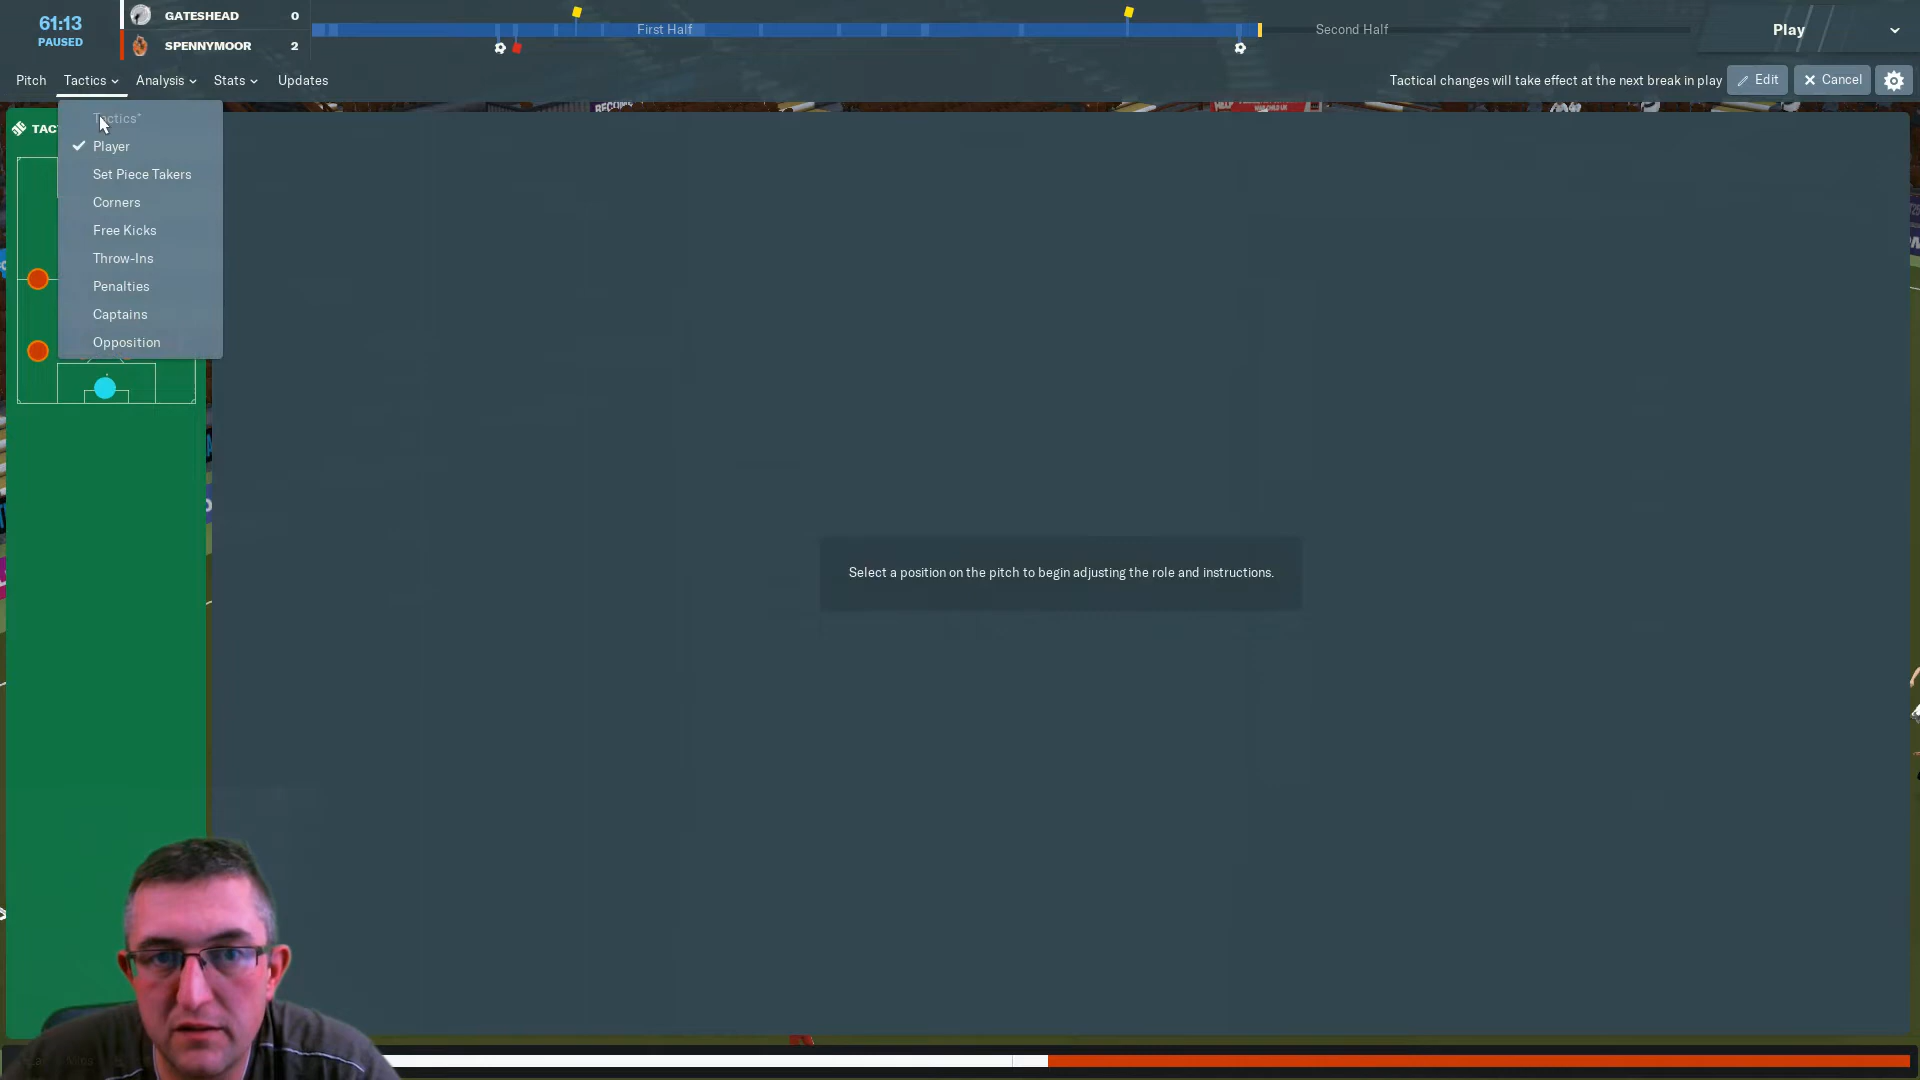 61:13
PAUSED
GATESHEAD 0
SPENNYMOOR 2
First Half
Second Half
Play
Pitch Tactics Analysis Stats Updates
Tactical changes will take effect at the next break in play Edit Cancel
TAC
Tactics*
Player
Set Piece Takers
Corners
Free Kicks
Throw-Ins
Penalties
Captains
Opposition
Select a position on the pitch to begin adjusting the role and instructions.